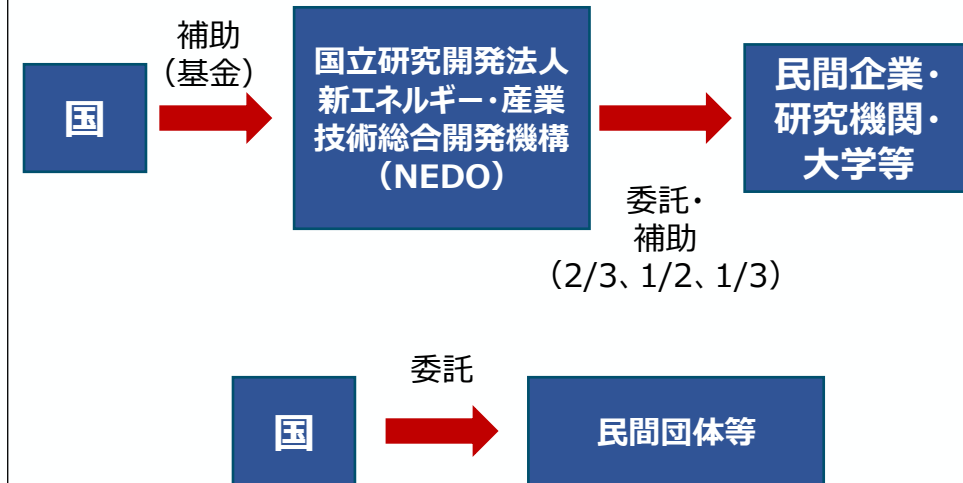 補助
（基金）
国
国立研究開発法人
新エネルギー・産業
技術総合開発機構
（NEDO）
民間企業・
研究機関・
大学等
委託・
補助
（2/3、1/2、1/3）
委託
国
民間団体等